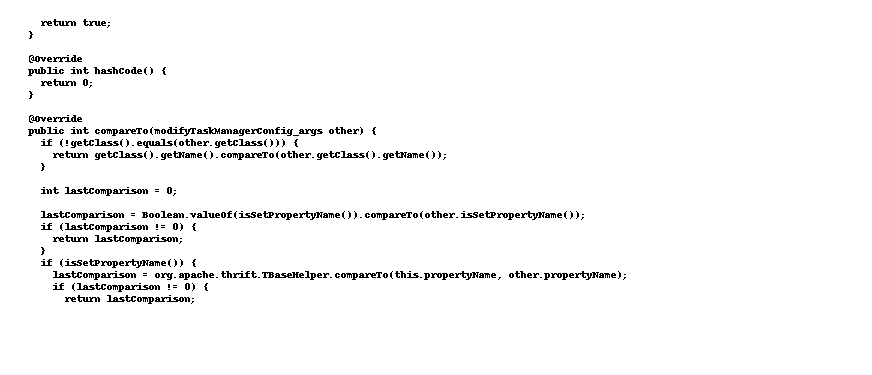 return true;
}
@Override
public int hashCode() {
return 0;
}
@Override
public int compareTo(modifyTaskManagerConfig_args other) {
if (!getClass().equals(other.getClass())) {
return getClass().getName().compareTo(other.getClass().getName());
}
int lastComparison = 0;
lastComparison = Boolean.valueOf(isSetPropertyName()).compareTo(other.isSetPropertyName());
if (lastComparison != 0) {
return lastComparison;
}
if (isSetPropertyName()) {
lastComparison = org.apache.thrift.TBaseHelper.compareTo(this.propertyName, other.propertyName);
if (lastComparison != 0) {
return lastComparison;